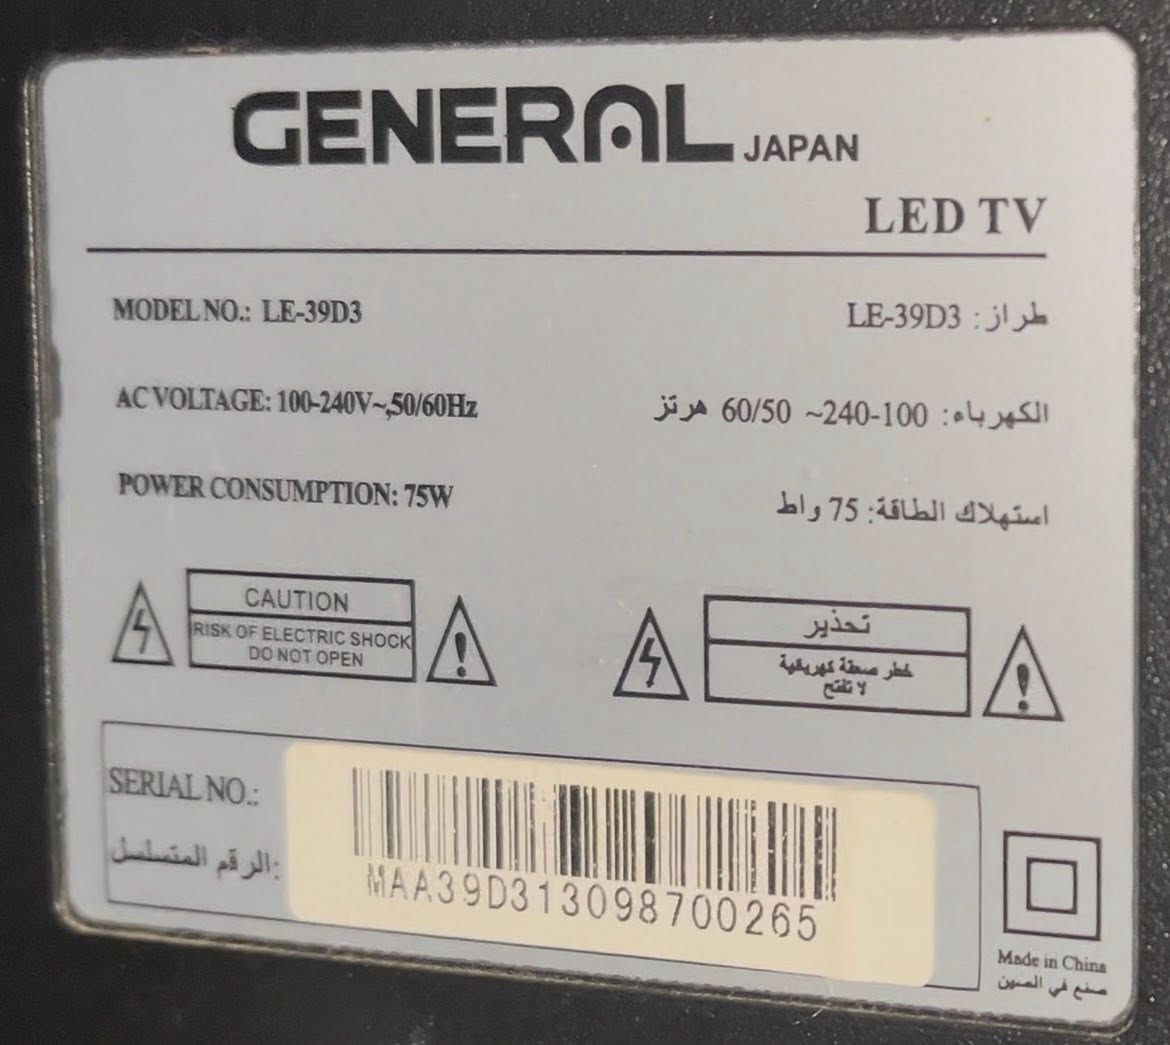 GENERAL JAPAN
LED TV
MODEL NO.: LE-39D3
طراز: LE-39D3
AC VOLTAGE: 100-240V~,50/60Hz
الكهرباء: 100-240~ 60/50 هرتز
POWER CONSUMPTION: 75W
استهلاك الطاقة: 75 واط
CAUTION
RISK OF ELECTRIC SHOCK
DO NOT OPEN
تحذير
خطر صعقة كهربائية
لا تفتح
SERIAL NO.:
الرقم المتسلسل:
MAA39D313098700265
Made in China
صنع في الصين